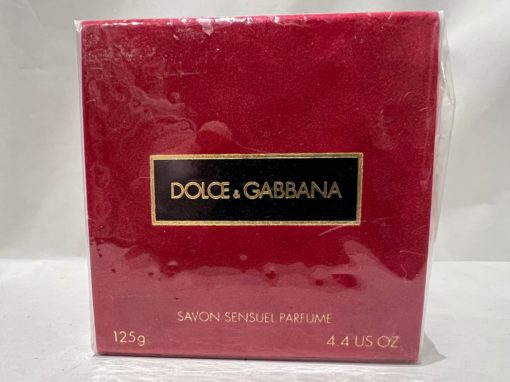 DOLCE & GABBANA
SAVON SENSUEL PARFUME
125g 4.4 US OZ